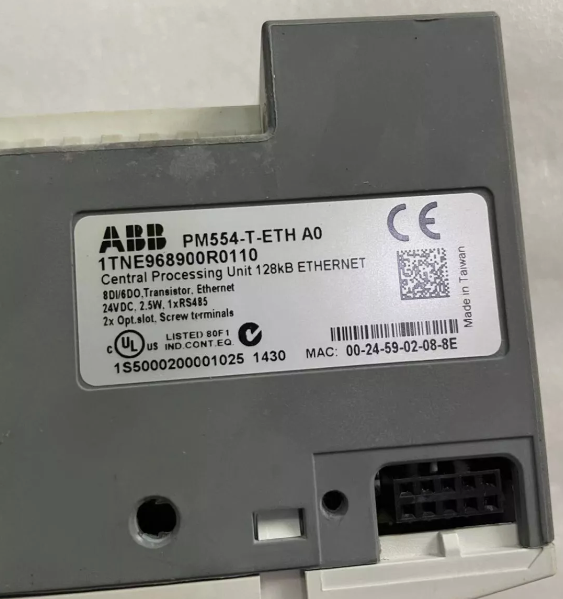 ABB PM554-T-ETH A0
1TNE968900R0110
Central Processing Unit 128kB ETHERNET
8DI/6DO,Transistor, Ethernet
24VDC, 2.5W, 1xRS485
2x Opt.slot, Screw terminals
CE
Made in Taiwan
c UL US LISTED 80F1
IND.CONT.EQ.
1S5000200001025 1430
MAC: 00-24-59-02-08-8E